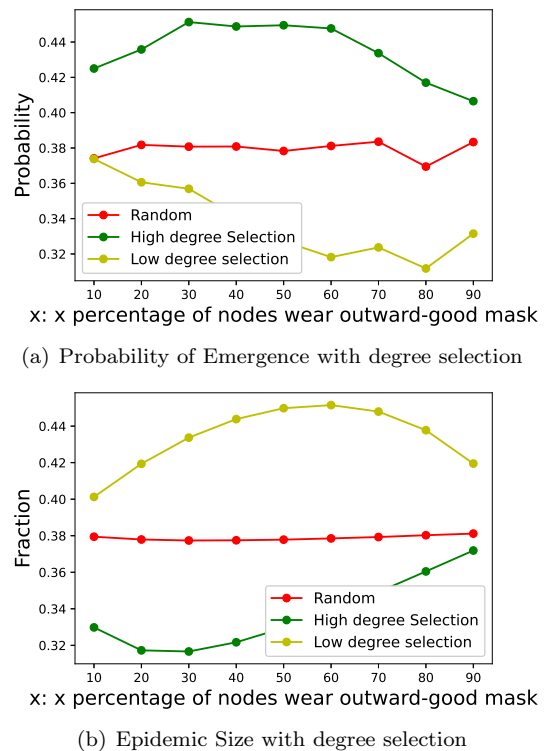 0.44
0.42
0.40
0.38
0.36
0.34
0.32
Probability
Random
High degree Selection
Low degree selection
10 20 30 40 50 60 70 80 90
x: x percentage of nodes wear outward-good mask
(a) Probability of Emergence with degree selection
0.44
0.42
0.40
0.38
0.36
0.34
0.32
Fraction
Random
High degree Selection
Low degree selection
10 20 30 40 50 60 70 80 90
x: x percentage of nodes wear outward-good mask
(b) Epidemic Size with degree selection